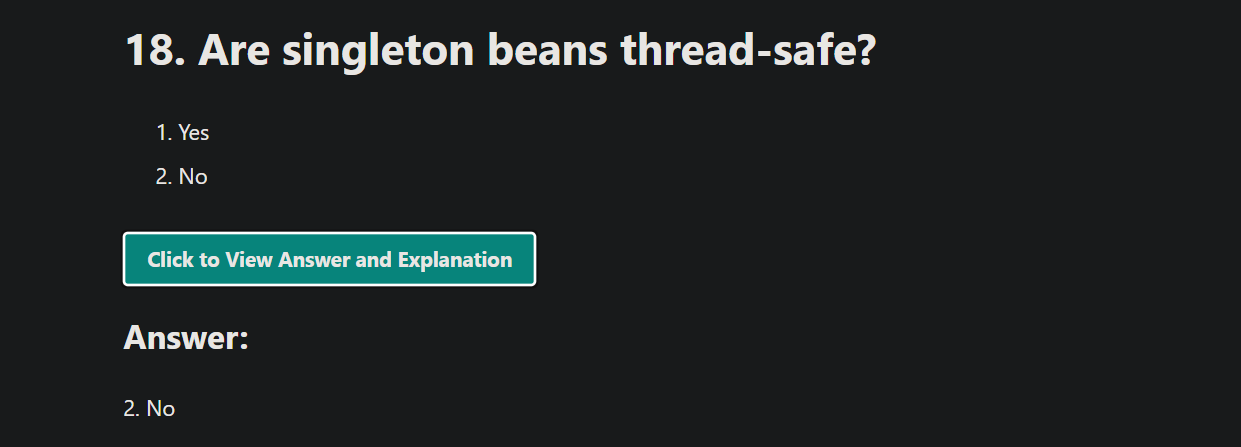 18. Are singleton beans thread-safe?
1. Yes
2. No
Click to View Answer and Explanation
Answer:
2. No